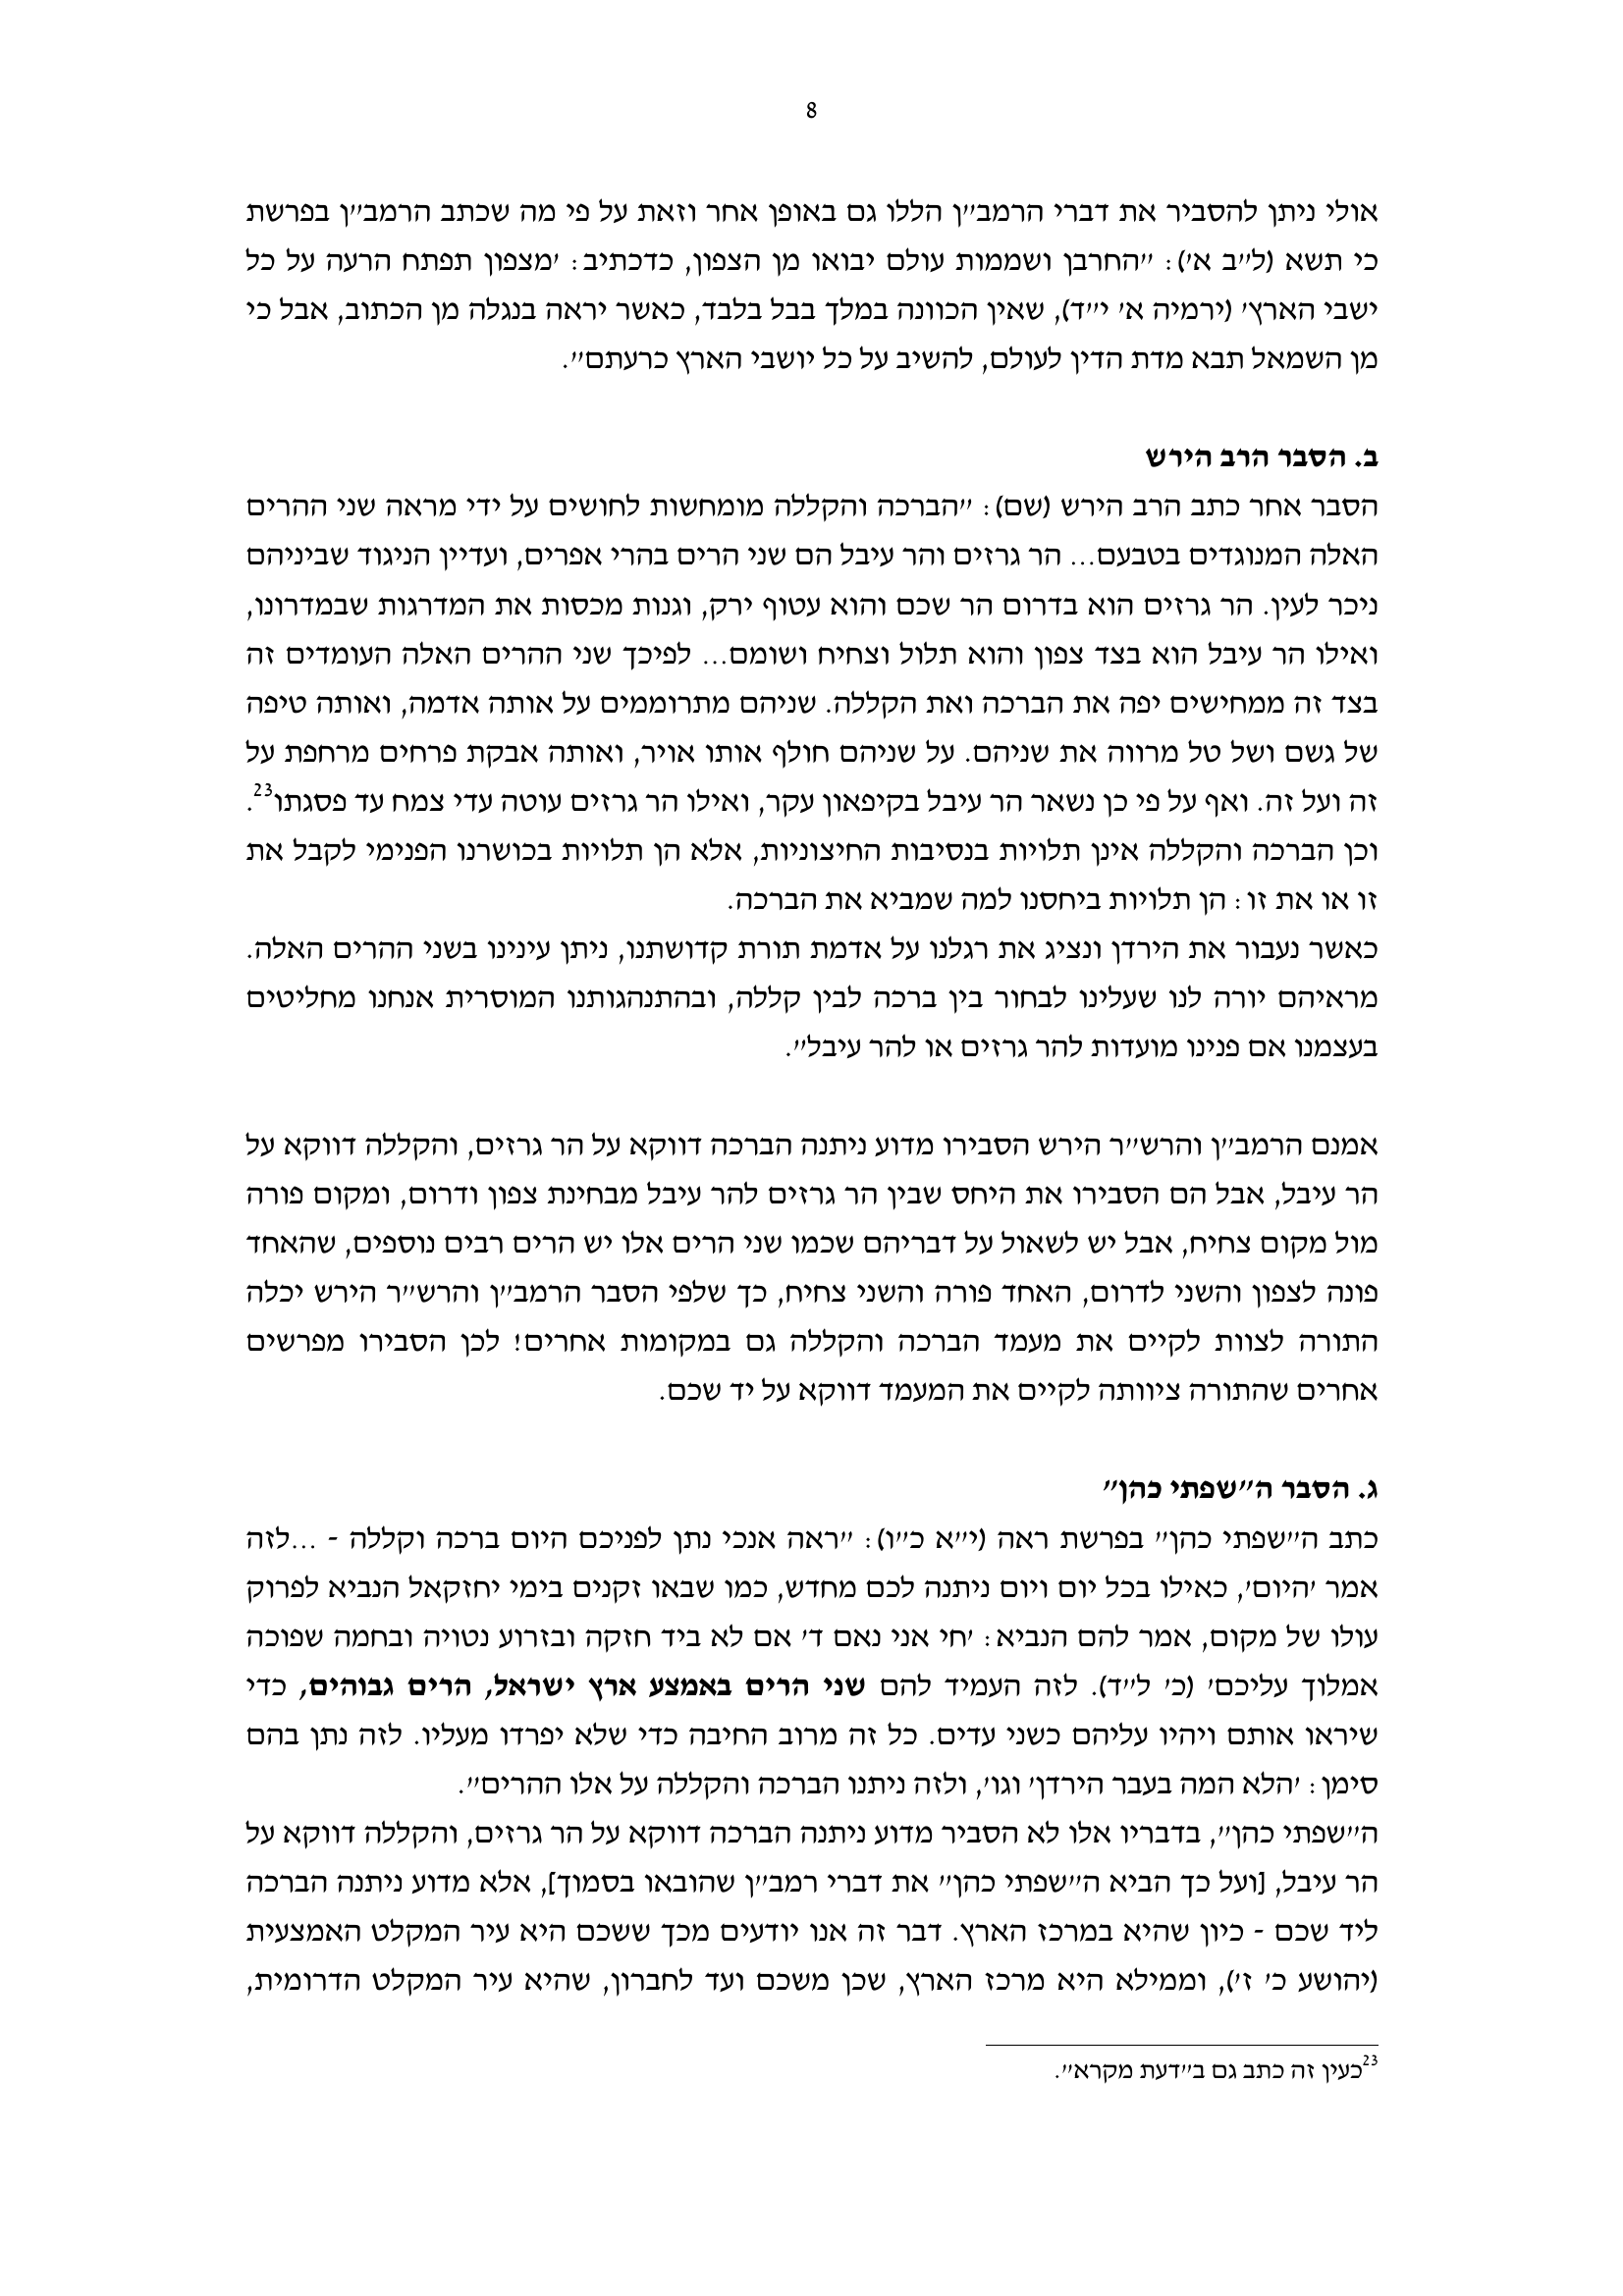 8
אולי ניתן להסביר את דברי הרמב״ן הללו גם באופן אחר וזאת על פי מה שכתב הרמב״ן בפרשת
כי תשא (ל״ב א׳): ״החרבן ושממות עולם יבואו מן הצפון, כדכתיב: ׳מצפון תפתח הרעה על כל
ישבי הארץ׳ (ירמיה א׳ י״ד), שאין הכוונה במלך בבל בלבד, כאשר יראה בנגלה מן הכתוב, אבל כי
מן השמאל תבא מדת הדין לעולם, להשיב על כל יושבי הארץ כרעתם״.
ב. הסבר הרב הירש
הסבר אחר כתב הרב הירש (שם): ״הברכה והקללה מומחשות לחושים על ידי מראה שני ההרים
האלה המנוגדים בטבעם... הר גרזים והר עיבל הם שני הרים בהרי אפרים, ועדיין הניגוד שביניהם
ניכר לעין. הר גרזים הוא בדרום הר שכם והוא עטוף ירק, וגנות מכסות את המדרגות שבמדרונו,
ואילו הר עיבל הוא בצד צפון והוא תלול וצחיח ושומם... לפיכך שני ההרים האלה העומדים זה
בצד זה ממחישים יפה את הברכה ואת הקללה. שניהם מתרוממים על אותה אדמה, ואותה טיפה
של גשם ושל טל מרווה את שניהם. על שניהם חולף אותו אויר, ואותה אבקת פרחים מרחפת על
זה ועל זה. ואף על פי כן נשאר הר עיבל בקיפאון עקר, ואילו הר גרזים עוטה עדי צמח עד פסגתו23.
וכן הברכה והקללה אינן תלויות בנסיבות החיצוניות, אלא הן תלויות בכושרנו הפנימי לקבל את
זו או את זו: הן תלויות ביחסנו למה שמביא את הברכה.
כאשר נעבור את הירדן ונציג את רגלנו על אדמת תורת קדושתנו, ניתן עינינו בשני ההרים האלה.
מראיהם יורה לנו שעלינו לבחור בין ברכה לבין קללה, ובהתנהגותנו המוסרית אנחנו מחליטים
בעצמנו אם פנינו מועדות להר גרזים או להר עיבל״.
אמנם הרמב״ן והרש״ר הירש הסבירו מדוע ניתנה הברכה דווקא על הר גרזים, והקללה דווקא על
הר עיבל, אבל הם הסבירו את היחס שבין הר גרזים להר עיבל מבחינת צפון ודרום, ומקום פורה
מול מקום צחיח, אבל יש לשאול על דבריהם שכמו שני הרים אלו יש הרים רבים נוספים, שהאחד
פונה לצפון והשני לדרום, האחד פורה והשני צחיח, כך שלפי הסבר הרמב״ן והרש״ר הירש יכלה
התורה לצוות לקיים את מעמד הברכה והקללה גם במקומות אחרים! לכן הסבירו מפרשים
אחרים שהתורה ציוותה לקיים את המעמד דווקא על יד שכם.
ג. הסבר ה״שפתי כהן״
כתב ה״שפתי כהן״ בפרשת ראה (י״א כ״ו): ״ראה אנכי נתן לפניכם היום ברכה וקללה - ...לזה
אמר ׳היום׳, כאילו בכל יום ויום ניתנה לכם מחדש, כמו שבאו זקנים בימי יחזקאל הנביא לפרוק
עולו של מקום, אמר להם הנביא: ׳חי אני נאם ד׳ אם לא ביד חזקה ובזרוע נטויה ובחמה שפוכה
אמלוך עליכם׳ (כ׳ ל״ד). לזה העמיד להם שני הרים באמצע ארץ ישראל, הרים גבוהים, כדי
שיראו אותם ויהיו עליהם כשני עדים. כל זה מרוב החיבה כדי שלא יפרדו מעליו. לזה נתן בהם
סימן: ׳הלא המה בעבר הירדן׳ וגו׳, ולזה ניתנו הברכה והקללה על אלו ההרים״.
ה״שפתי כהן״, בדבריו אלו לא הסביר מדוע ניתנה הברכה דווקא על הר גרזים, והקללה דווקא על
הר עיבל, [ועל כך הביא ה״שפתי כהן״ את דברי רמב״ן שהובאו בסמוך], אלא מדוע ניתנה הברכה
ליד שכם - כיון שהיא במרכז הארץ. דבר זה אנו יודעים מכך ששכם היא עיר המקלט האמצעית
(יהושע כ׳ ז׳), וממילא היא מרכז הארץ, שכן משכם ועד לחברון, שהיא עיר המקלט הדרומית,
23כעין זה כתב גם ב״דעת מקרא״.